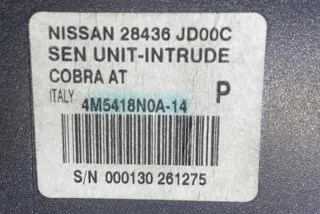 NISSAN 28436 JD00C
SEN UNIT-INTRUDE
COBRA AT
ITALY 4M5418N0A-14 P
S/N 000130 261275